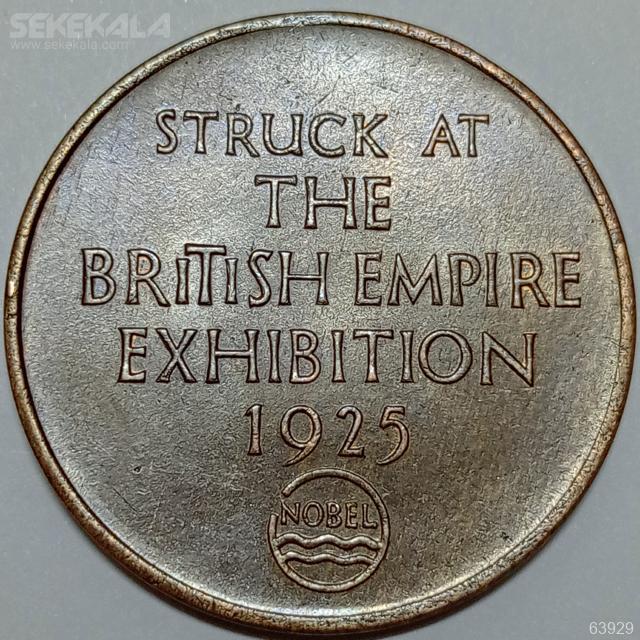 SEKEKALA
www.sekekala.com
STRUCK AT
THE
BRITISH EMPIRE
EXHIBITION
1925
NOBEL
63929